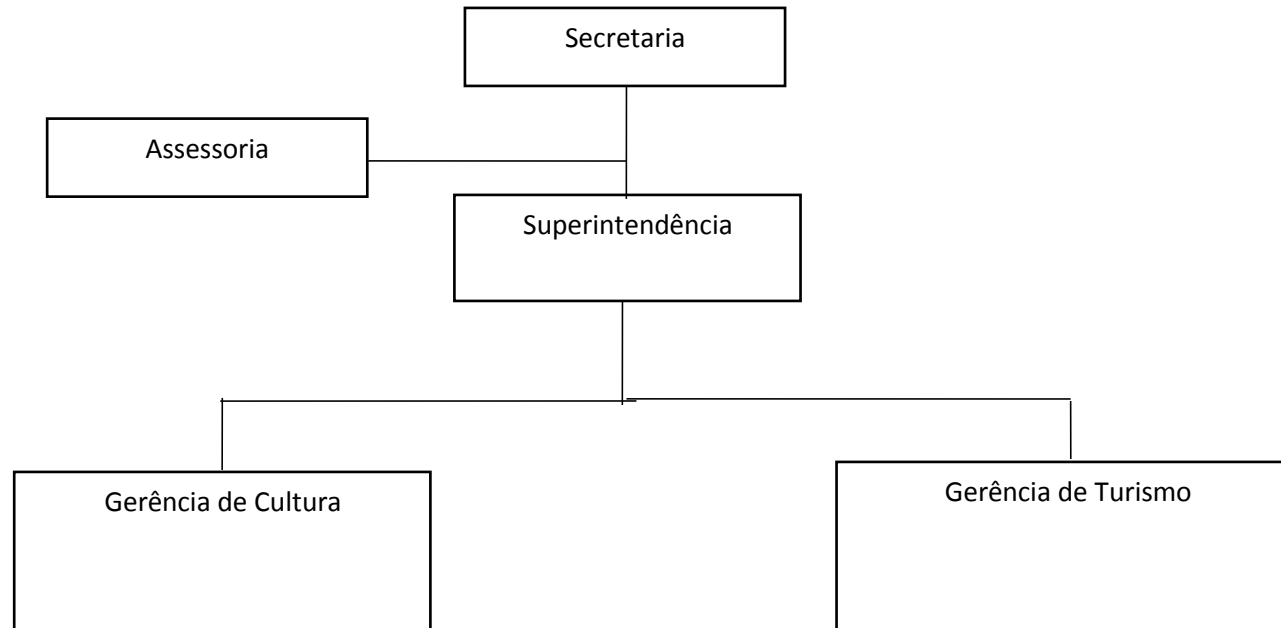 Secretaria
Assessoria
Superintendência
Gerência de Cultura
Gerência de Turismo